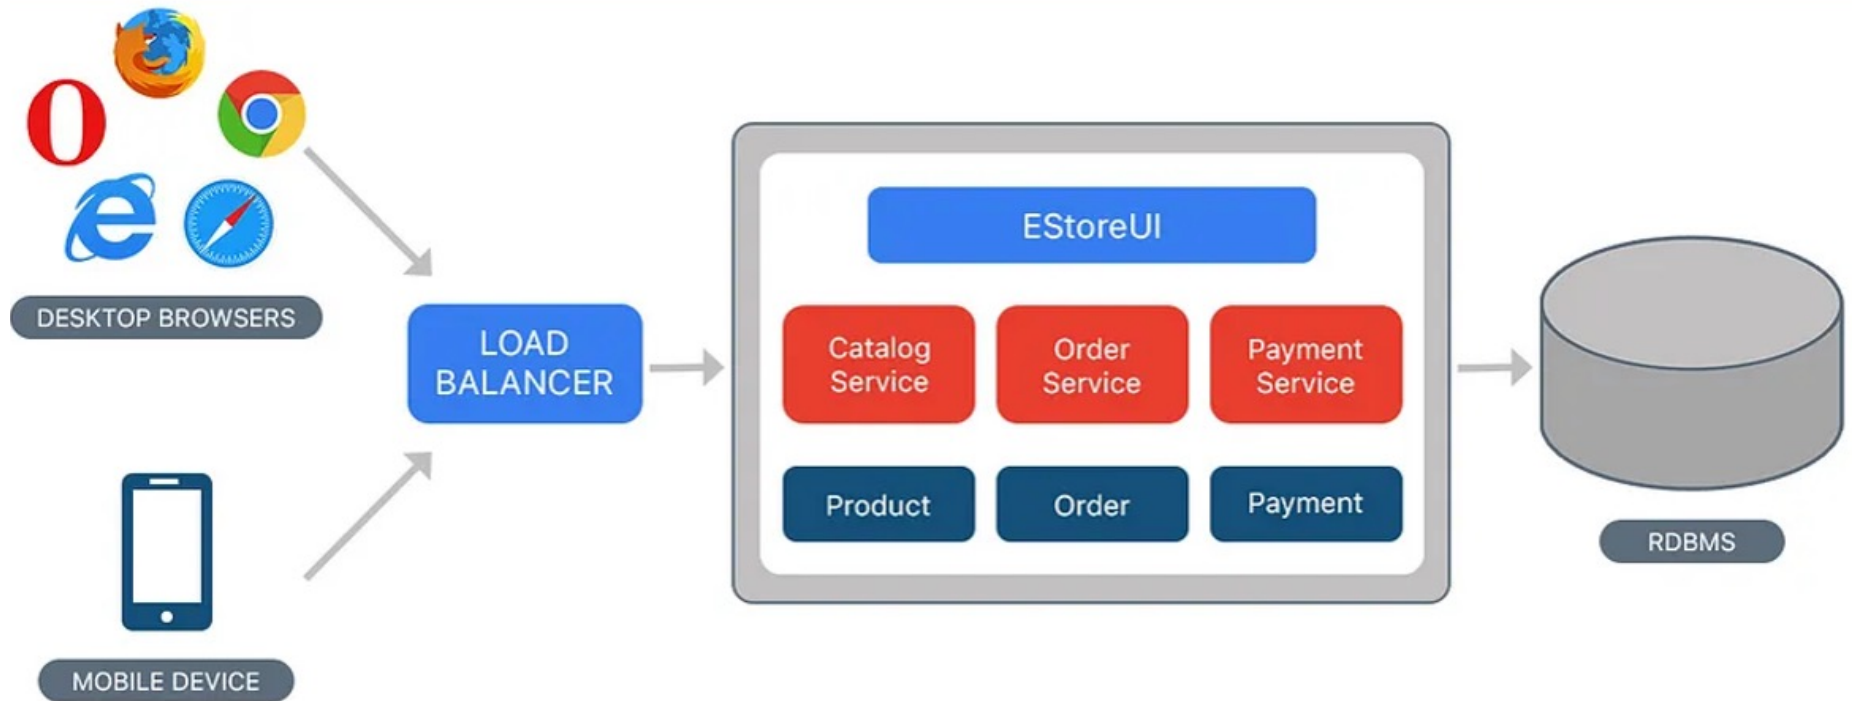 DESKTOP BROWSERS
LOAD
BALANCER
MOBILE DEVICE
EStoreUI
Catalog
Service
Order
Service
Payment
Service
Product
Order
Payment
RDBMS